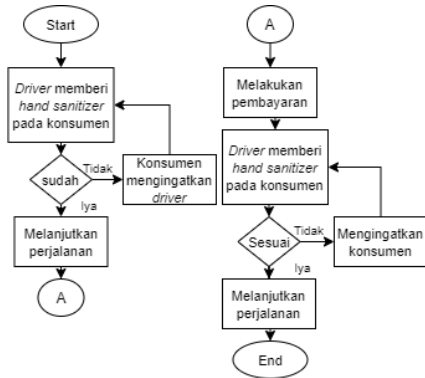 Start
Driver memberi
hand sanitizer
pada konsumen
sudah
Tidak
Konsumen
mengingatkan
driver
Iya
Melanjutkan
perjalanan
A
A
Melakukan
pembayaran
Driver memberi
hand sanitizer
pada konsumen
Sesuai
Tidak
Mengingatkan
konsumen
Iya
Melanjutkan
perjalanan
End